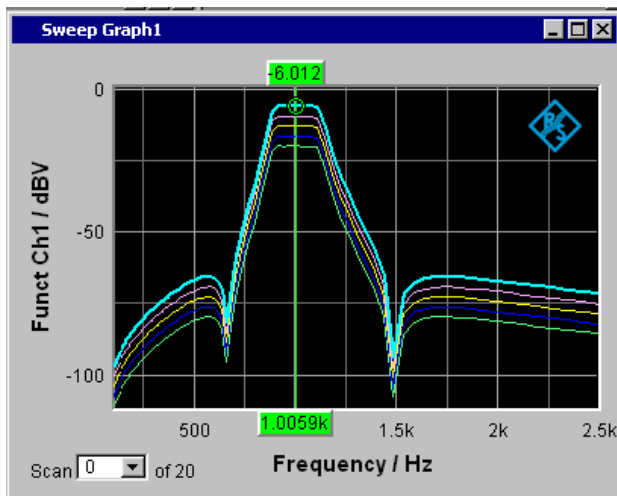 Sweep Graph1
-6.012
0
-50
-100
Funct Ch1 / dBV
R S
500
1.0059k
1.5k
2k
2.5k
Frequency / Hz
Scan 0 of 20